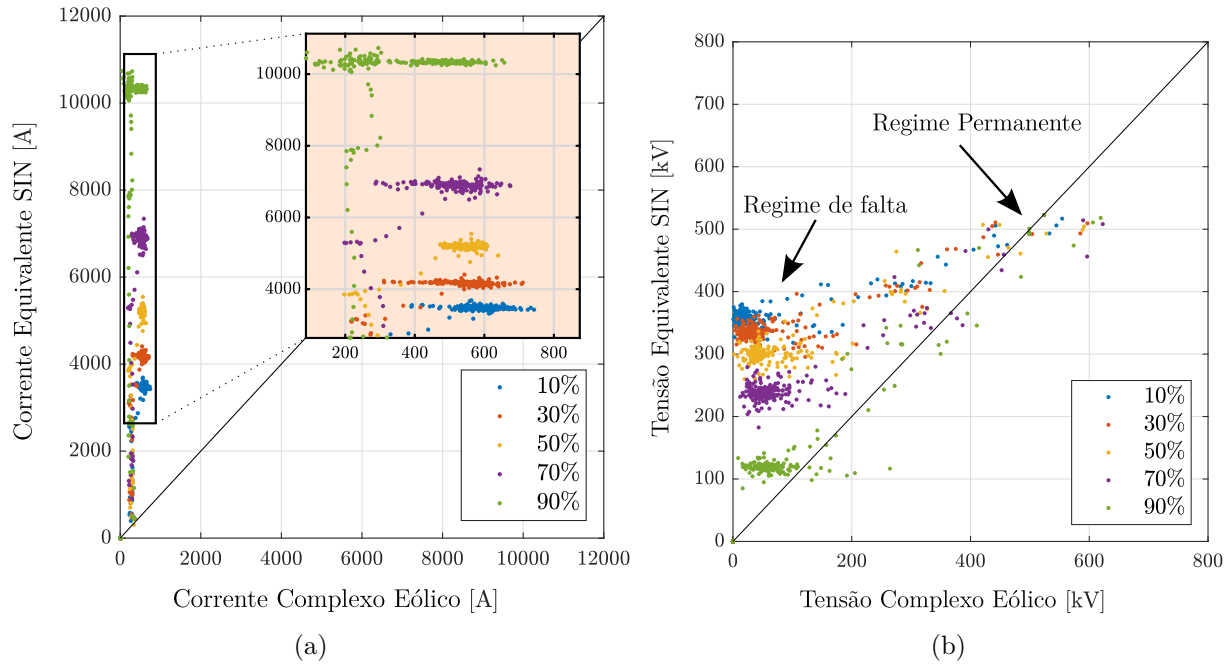 12000
10000
8000
6000
4000
2000
0
Corrente Equivalente SIN [A]
10000
8000
6000
4000
200 400 600 800
10%
30%
50%
70%
90%
0 2000 4000 6000 8000 10000 12000
Corrente Complexo Eólico [A]
(a)
800
700
600
500
400
300
200
100
0
Tensão Equivalente SIN [kV]
Regime Permanente
Regime de falta
10%
30%
50%
70%
90%
0 200 400 600 800
Tensão Complexo Eólico [kV]
(b)